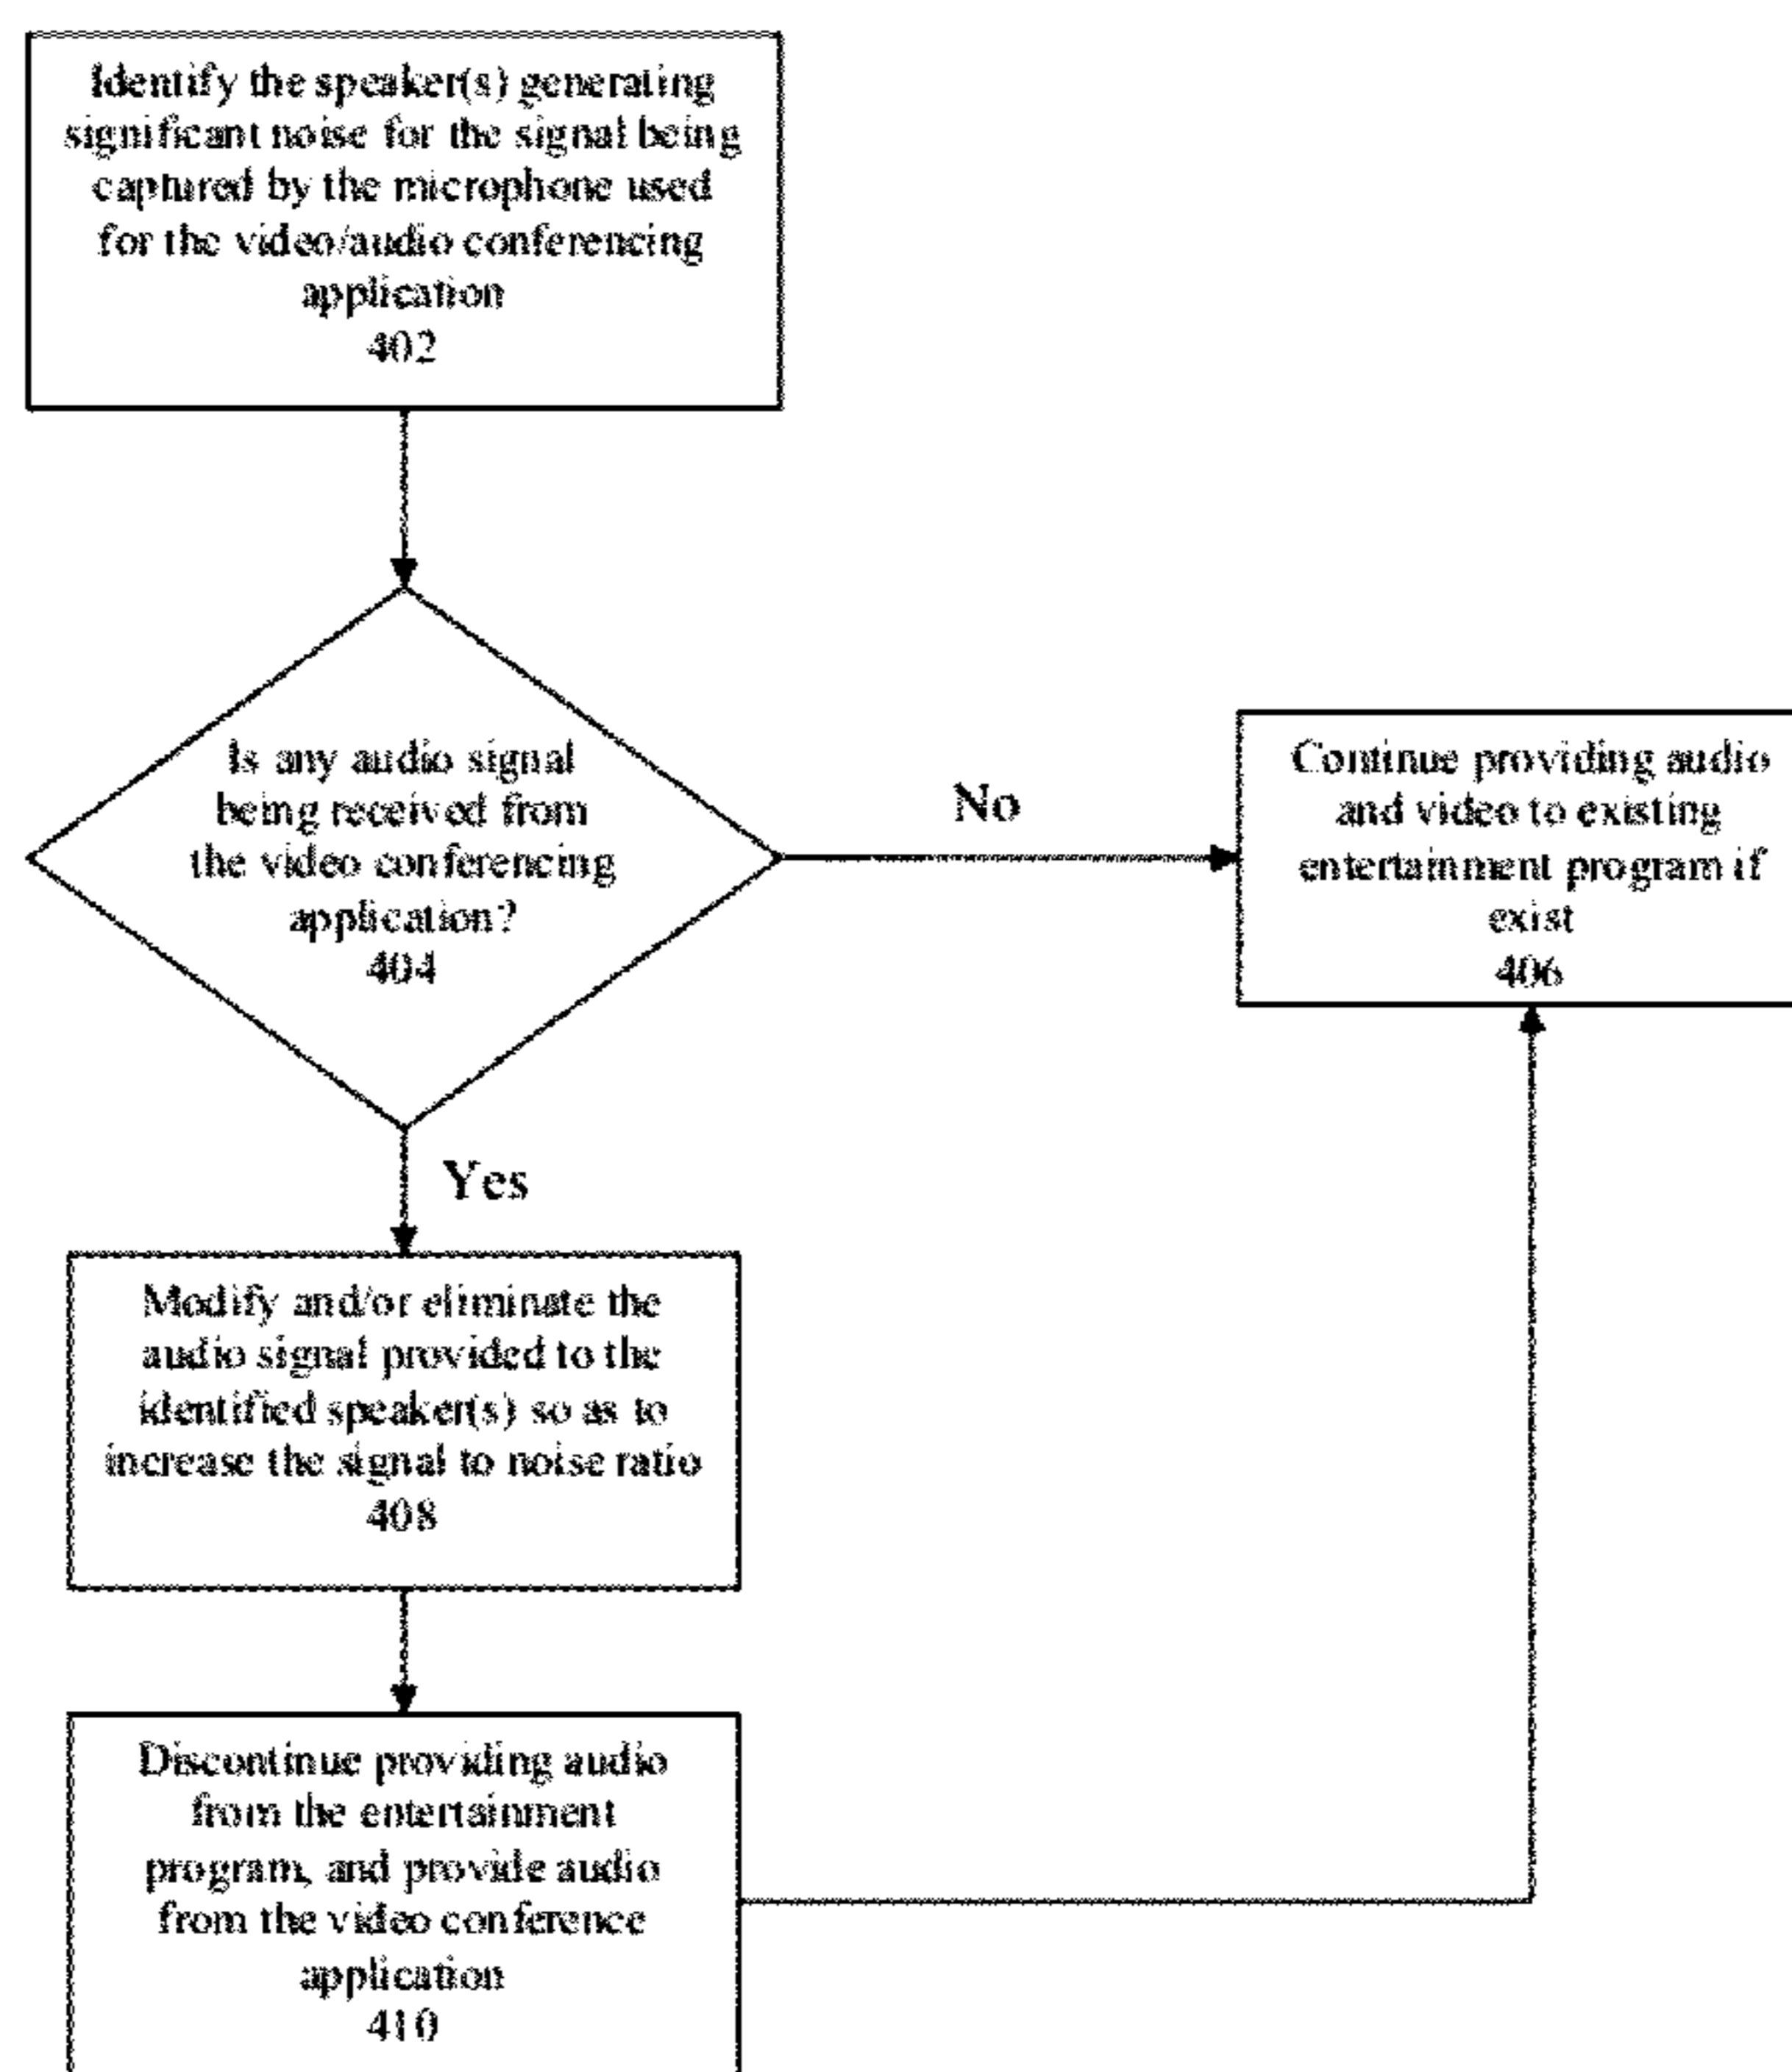 Identify the speaker(s) generating
significant noise for the signal being
captured by the microphone used
for the video/audio conferencing
application
402
Is any audio signal
being received from
the video conferencing
application?
404
No
Continue providing audio
and video to existing
entertainment program if
exist
406
Yes
Modify and/or eliminate the
audio signal provided to the
identified speaker(s) so as to
increase the signal to noise ratio
408
Discontinue providing audio
from the entertainment
program, and provide audio
from the video conference
application
410